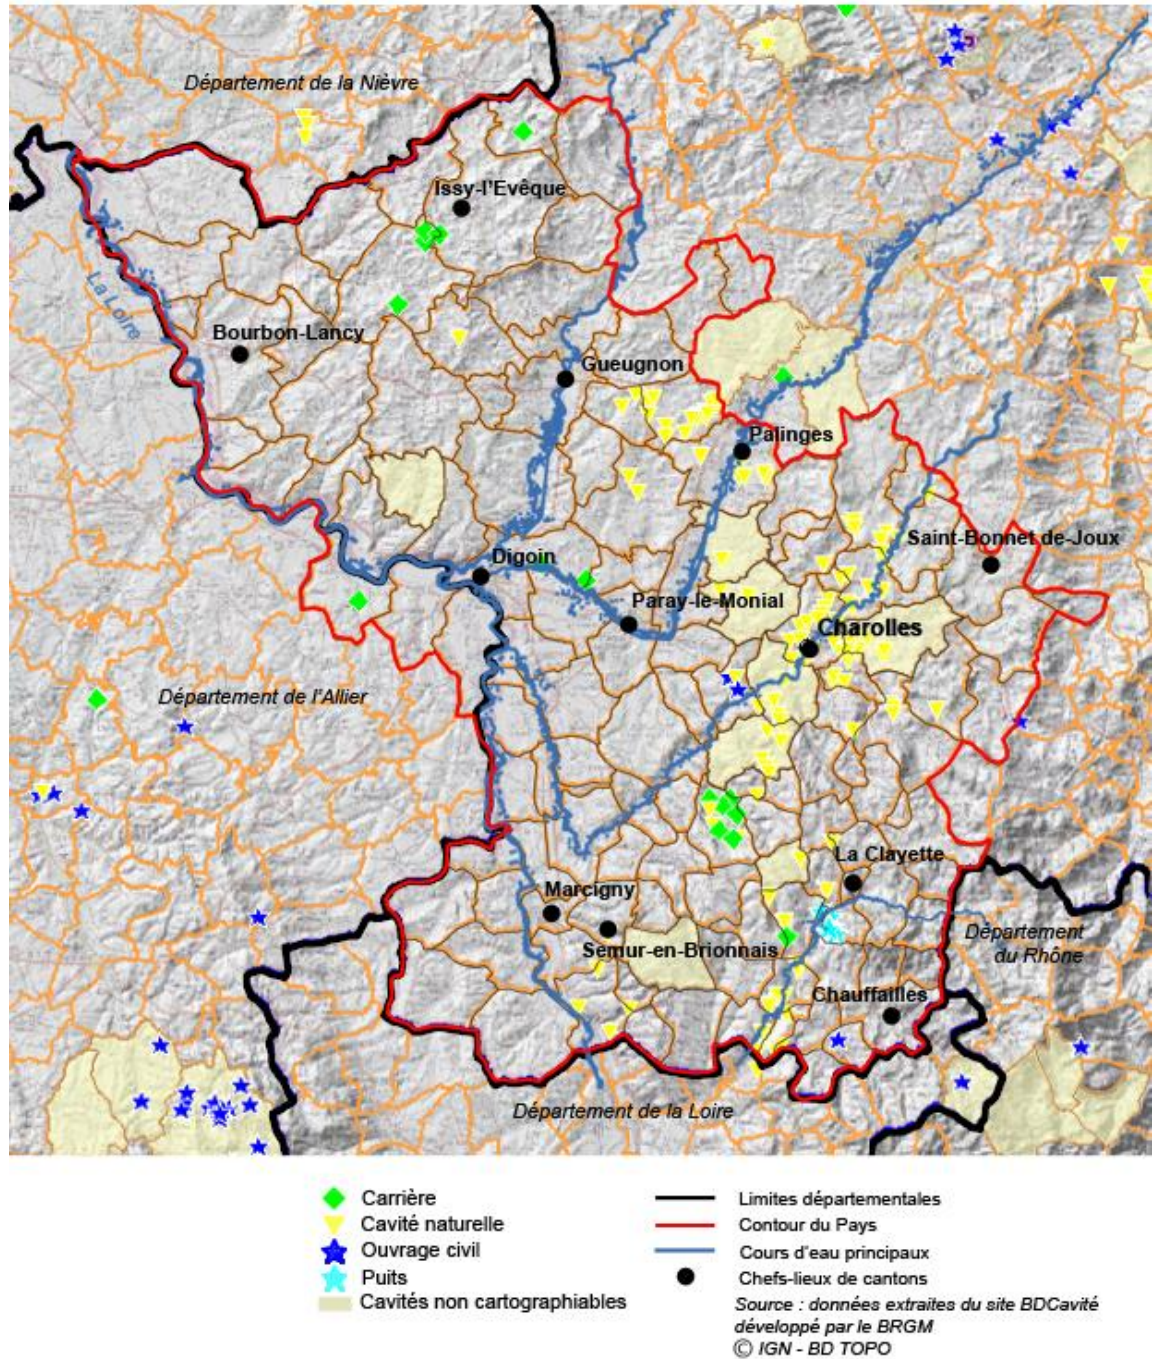 Département de la Nièvre
Issy-l'Evêque
La Loire
Bourbon-Lancy
Gueugnon
Palinges
Saint-Bonnet de-Joux
Digoin
Paray-le-Monial
Charolles
Département de l'Allier
La Clayette
Marcigny
Semur-en-Brionnais
Département
du Rhône
Chauffailles
Département de la Loire
Carrière
Cavité naturelle
Ouvrage civil
Puits
Cavités non cartographiables
Limites départementales
Contour du Pays
Cours d'eau principaux
Chefs-lieux de cantons
Source : données extraites du site BDCavité
développé par le BRGM
© IGN - BD TOPO